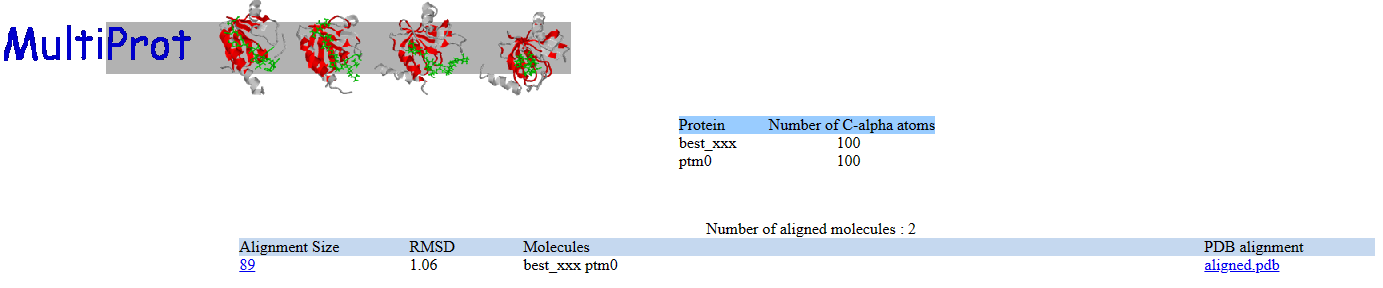 MultiProt
Protein Number of C-alpha atoms
best_xxx 100
ptm0 100
Number of aligned molecules : 2
Alignment Size RMSD Molecules PDB alignment
89 1.06 best_xxx ptm0 aligned.pdb